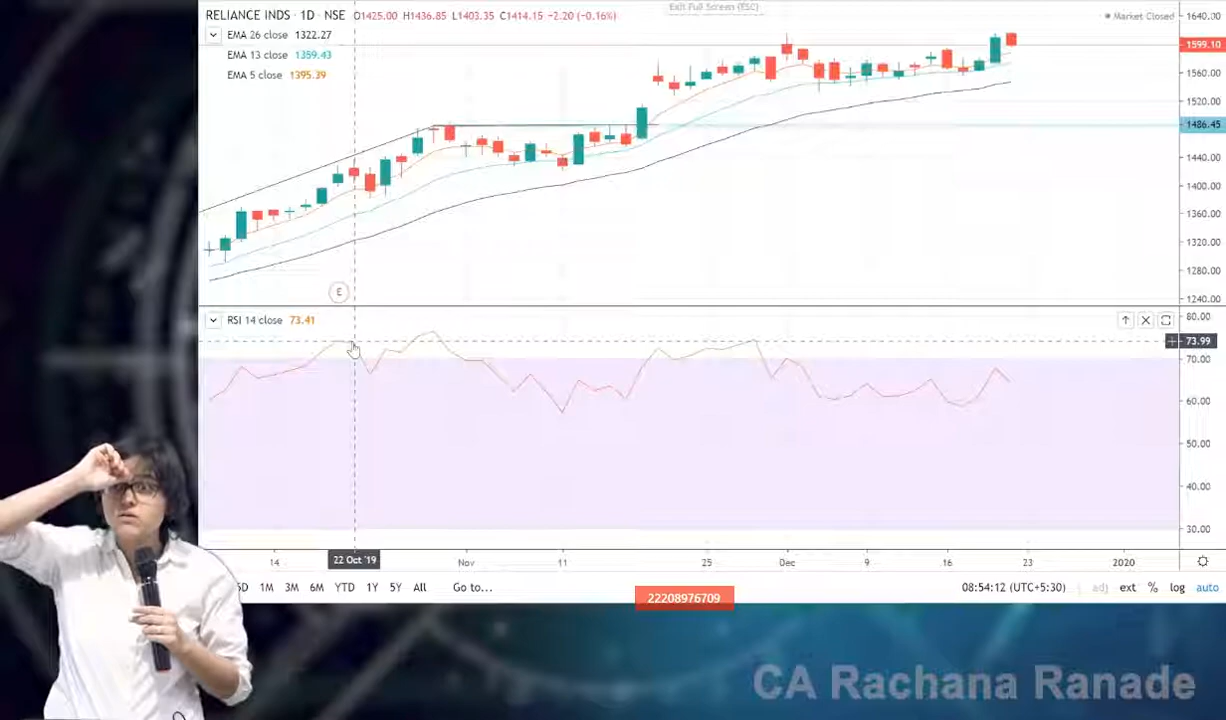 Exit Full Screen (ESC)
RELIANCE INDS · 1D · NSE O1425.00 H1436.85 L1403.35 C1414.15 −2.20 (−0.16%)
Market Closed
EMA 26 close 1322.27
EMA 13 close 1359.43
EMA 5 close 1395.39
1640.00
1599.10
1560.00
1520.00
1486.45
1440.00
1400.00
1360.00
1320.00
1280.00
1240.00
E
RSI 14 close 73.41
80.00
73.99
70.00
60.00
50.00
40.00
30.00
14 22 Oct '19 Nov 11 25 Dec 9 16 23 2020
5D 1M 3M 6M YTD 1Y 5Y All Go to... 08:54:12 (UTC+5:30) adj ext % log auto
22208976709
CA Rachana Ranade